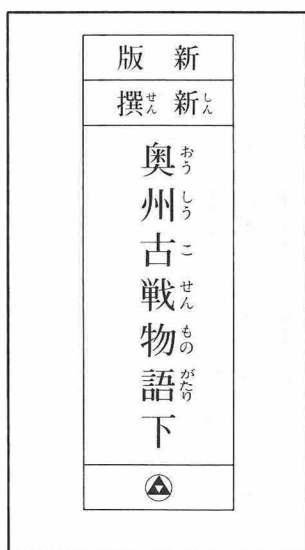 新版
新撰
しんせん
奥州古戦物語下
おうしうこせんものがたり